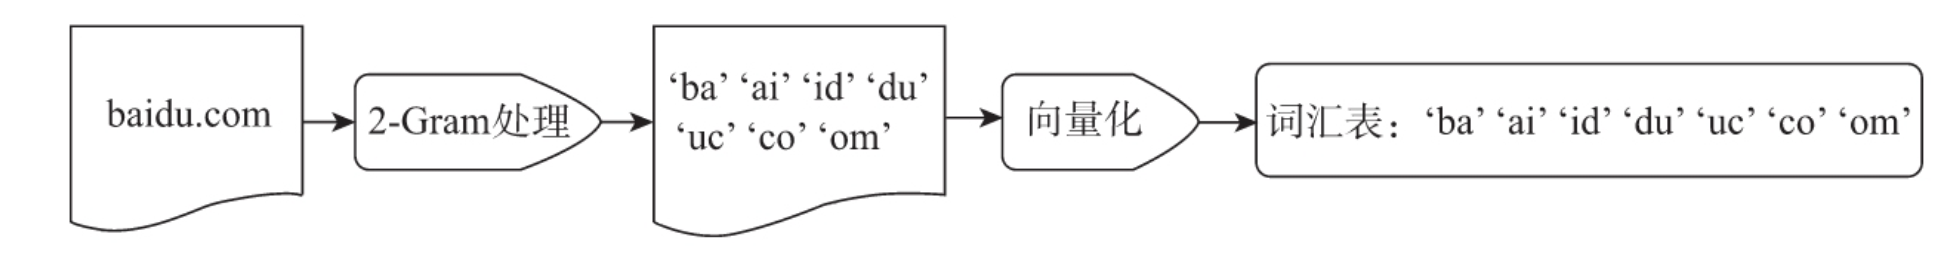 baidu.com
2-Gram处理
‘ba’ ‘ai’ ‘id’ ‘du’
‘uc’ ‘co’ ‘om’
向量化
词汇表：‘ba’ ‘ai’ ‘id’ ‘du’ ‘uc’ ‘co’ ‘om’